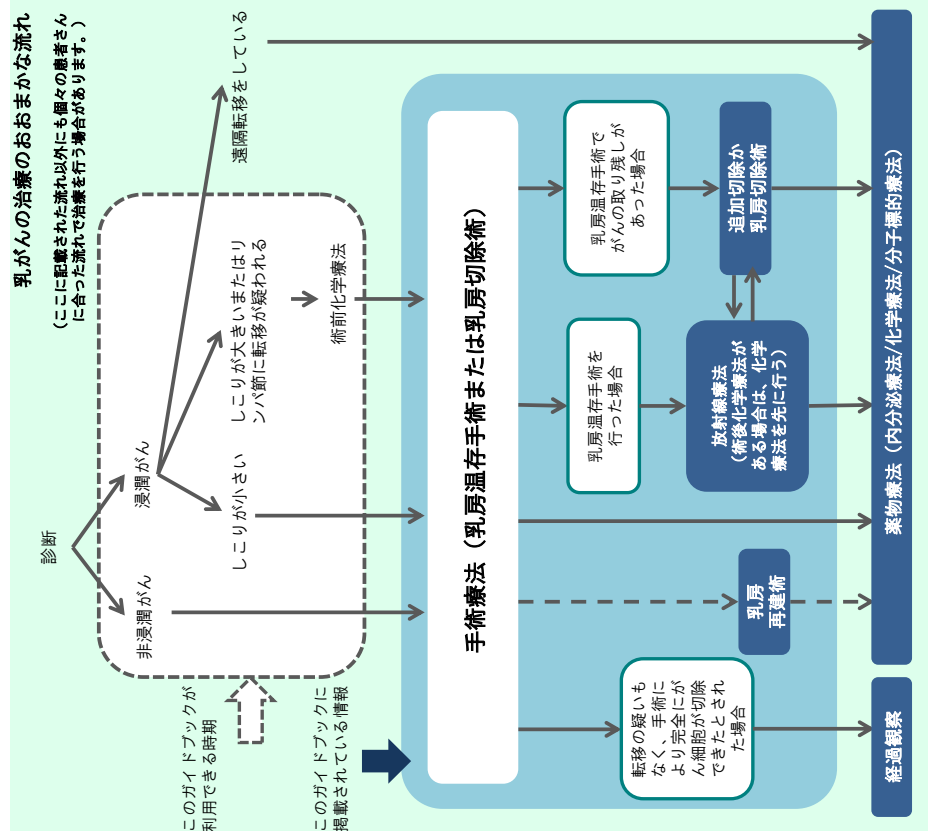 乳がんの治療のおおまかな流れ
（ここに記載された流れ以外にも個々の患者さん
に合った流れで治療を行う場合があります。）
診断
非浸潤がん
浸潤がん
しこりが小さい
しこりが大きいまたはリ
ンパ節に転移が疑われる
遠隔転移をしている
術前化学療法
このガイドブックが
利用できる時期
このガイドブックに
掲載されている情報
手術療法（乳房温存手術または乳房切除術）
転移の疑いも
なく、手術に
より完全にが
ん細胞が切除
できたとされ
た場合
乳房
再建術
乳房温存手術を
行った場合
放射線療法
（術後化学療法が
ある場合は、化学
療法を先に行う）
乳房温存手術で
がんの取り残しが
あった場合
追加切除か
乳房切除術
経過観察
薬物療法（内分泌療法/化学療法/分子標的療法）